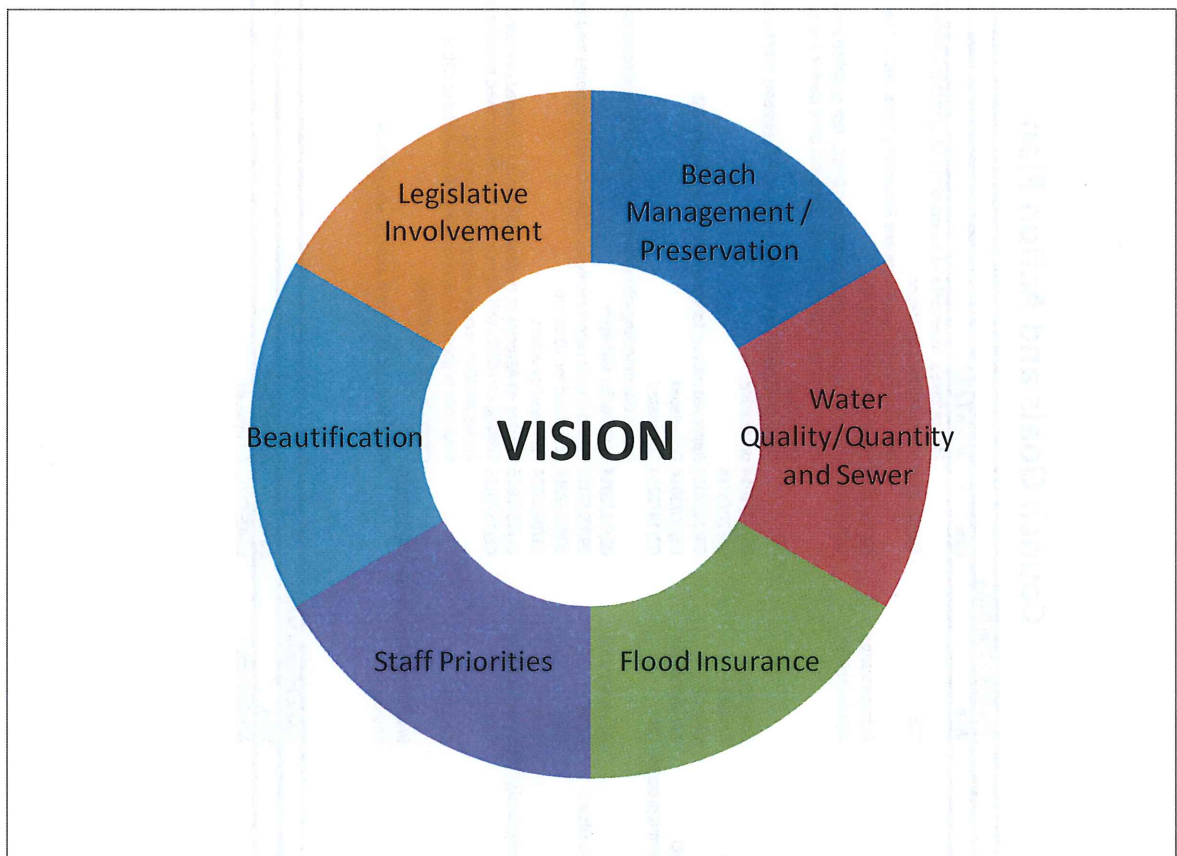 Legislative
Involvement
Beach
Management /
Preservation
Beautification
VISION
Water
Quality/Quantity
and Sewer
Staff Priorities
Flood Insurance